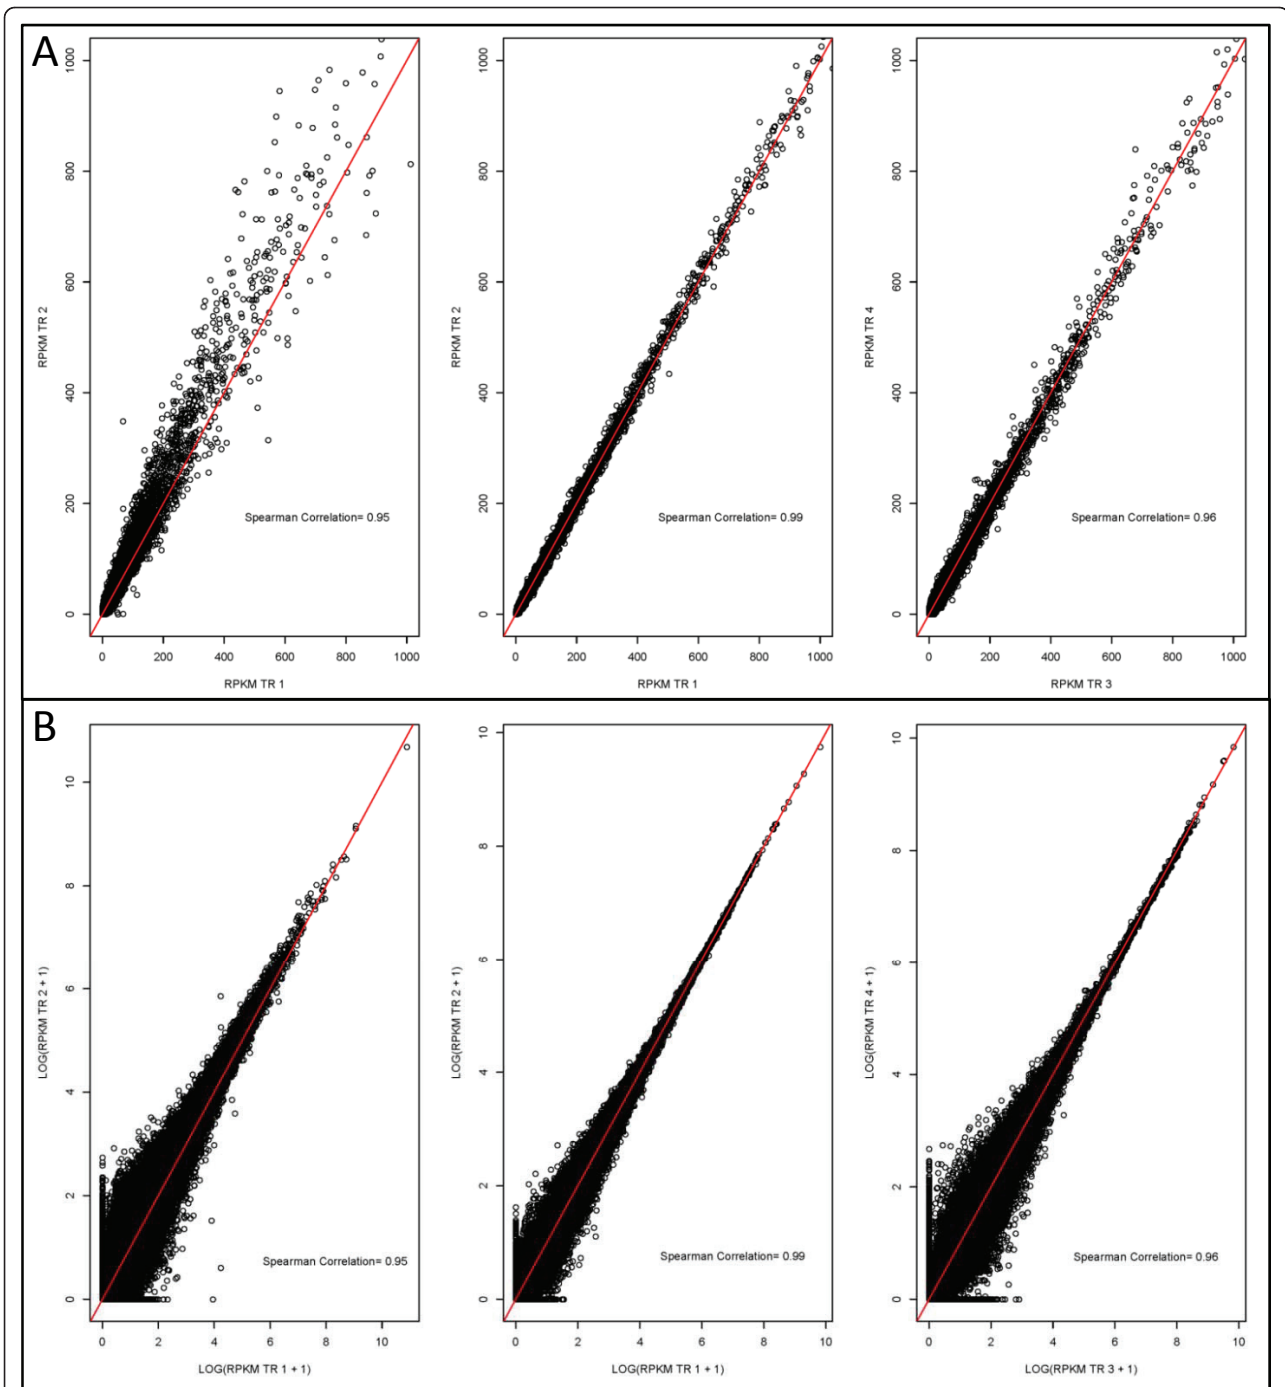 A
RPKM TR 2
1000
800
600
400
200
0
Spearman Correlation= 0.95
0 200 400 600 800 1000
RPKM TR 1
RPKM TR 2
1000
800
600
400
200
0
Spearman Correlation= 0.99
0 200 400 600 800 1000
RPKM TR 1
RPKM TR 4
1000
800
600
400
200
0
Spearman Correlation= 0.96
0 200 400 600 800 1000
RPKM TR 3
B
LOG(RPKM TR 2 + 1)
10
8
6
4
2
0
Spearman Correlation= 0.95
0 2 4 6 8 10
LOG(RPKM TR 1 + 1)
LOG(RPKM TR 2 + 1)
10
8
6
4
2
0
Spearman Correlation= 0.99
0 2 4 6 8 10
LOG(RPKM TR 1 + 1)
LOG(RPKM TR 4 + 1)
10
8
6
4
2
0
Spearman Correlation= 0.96
0 2 4 6 8 10
LOG(RPKM TR 3 + 1)